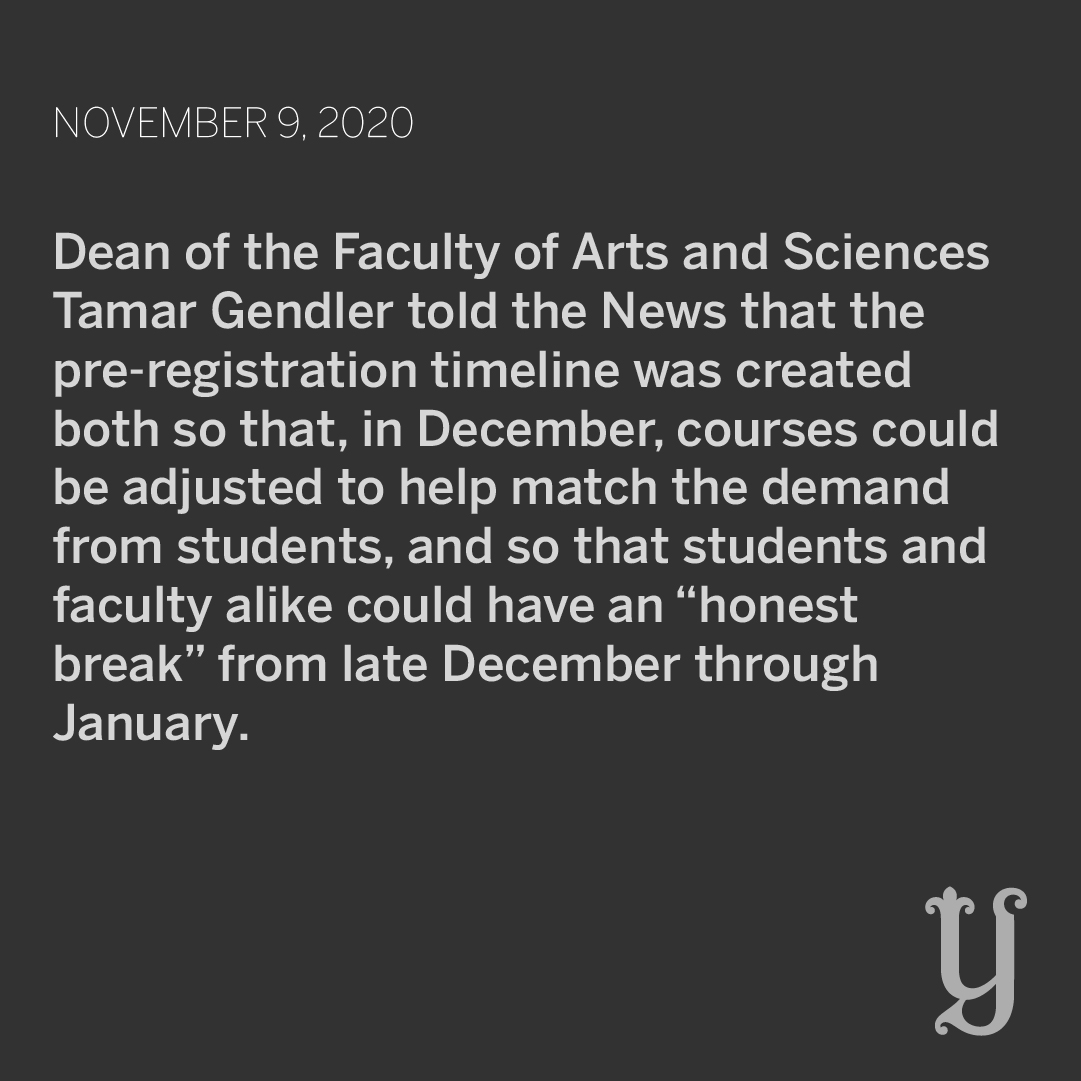 NOVEMBER 9, 2020
Dean of the Faculty of Arts and Sciences
Tamar Gendler told the News that the
pre-registration timeline was created
both so that, in December, courses could
be adjusted to help match the demand
from students, and so that students and
faculty alike could have an “honest
break” from late December through
January.
Y